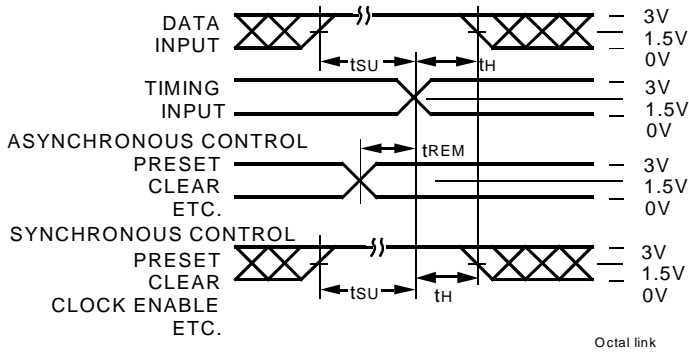 DATA
INPUT
3V
1.5V
0V
tSU
tH
TIMING
INPUT
3V
1.5V
0V
ASYNCHRONOUS CONTROL
PRESET
CLEAR
ETC.
tREM
3V
1.5V
0V
SYNCHRONOUS CONTROL
PRESET
CLEAR
CLOCK ENABLE
ETC.
3V
1.5V
0V
tSU
tH
Octal link